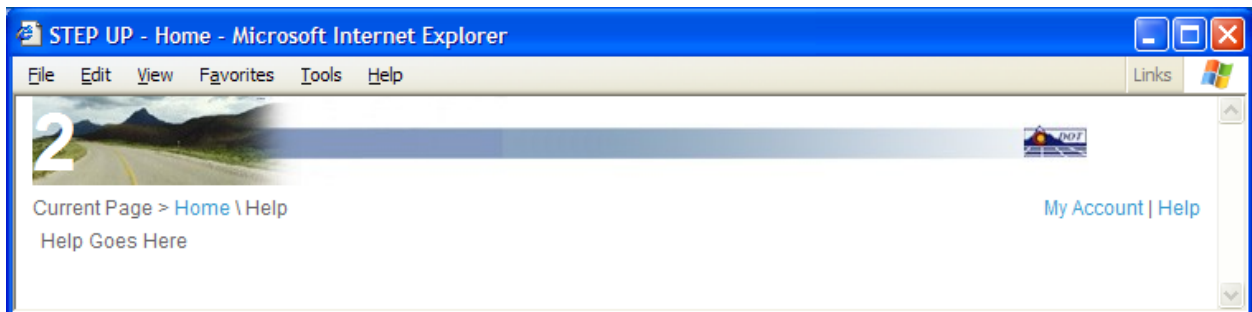 STEP UP - Home - Microsoft Internet Explorer
File Edit View Favorites Tools Help Links
2
DOT
Current Page > Home \ Help My Account | Help
Help Goes Here